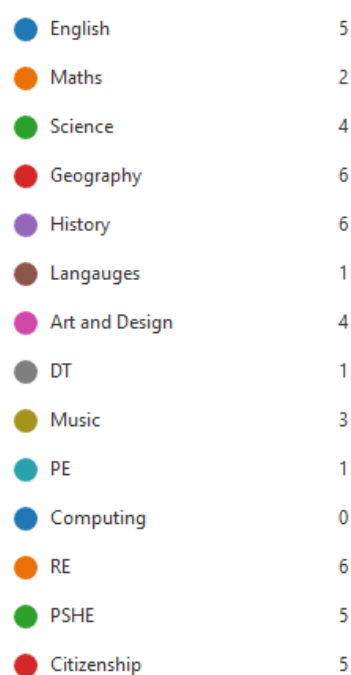 English 5
Maths 2
Science 4
Geography 6
History 6
Langauges 1
Art and Design 4
DT 1
Music 3
PE 1
Computing 0
RE 6
PSHE 5
Citizenship 5